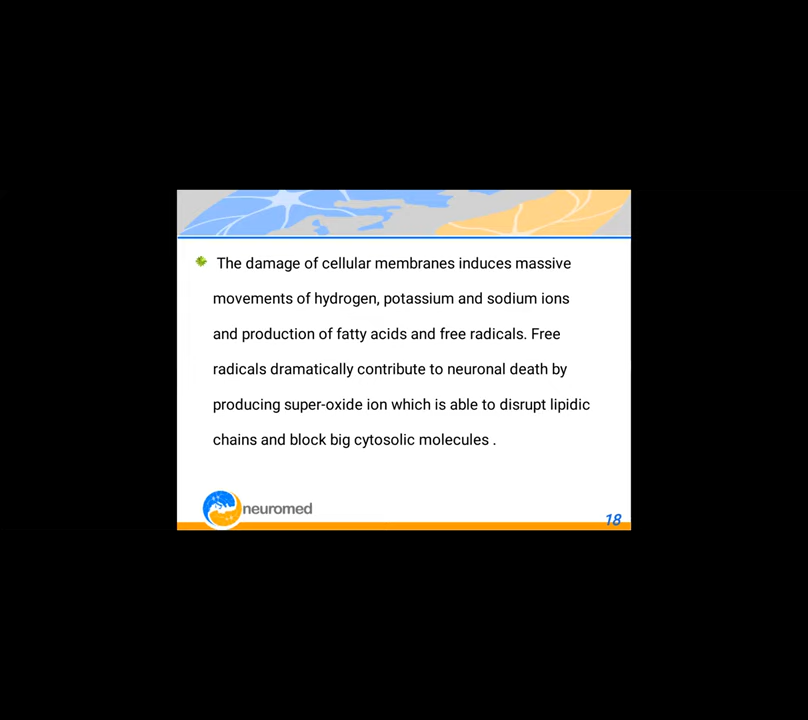 The damage of cellular membranes induces massive
movements of hydrogen, potassium and sodium ions
and production of fatty acids and free radicals. Free
radicals dramatically contribute to neuronal death by
producing super-oxide ion which is able to disrupt lipidic
chains and block big cytosolic molecules .
neuromed
18